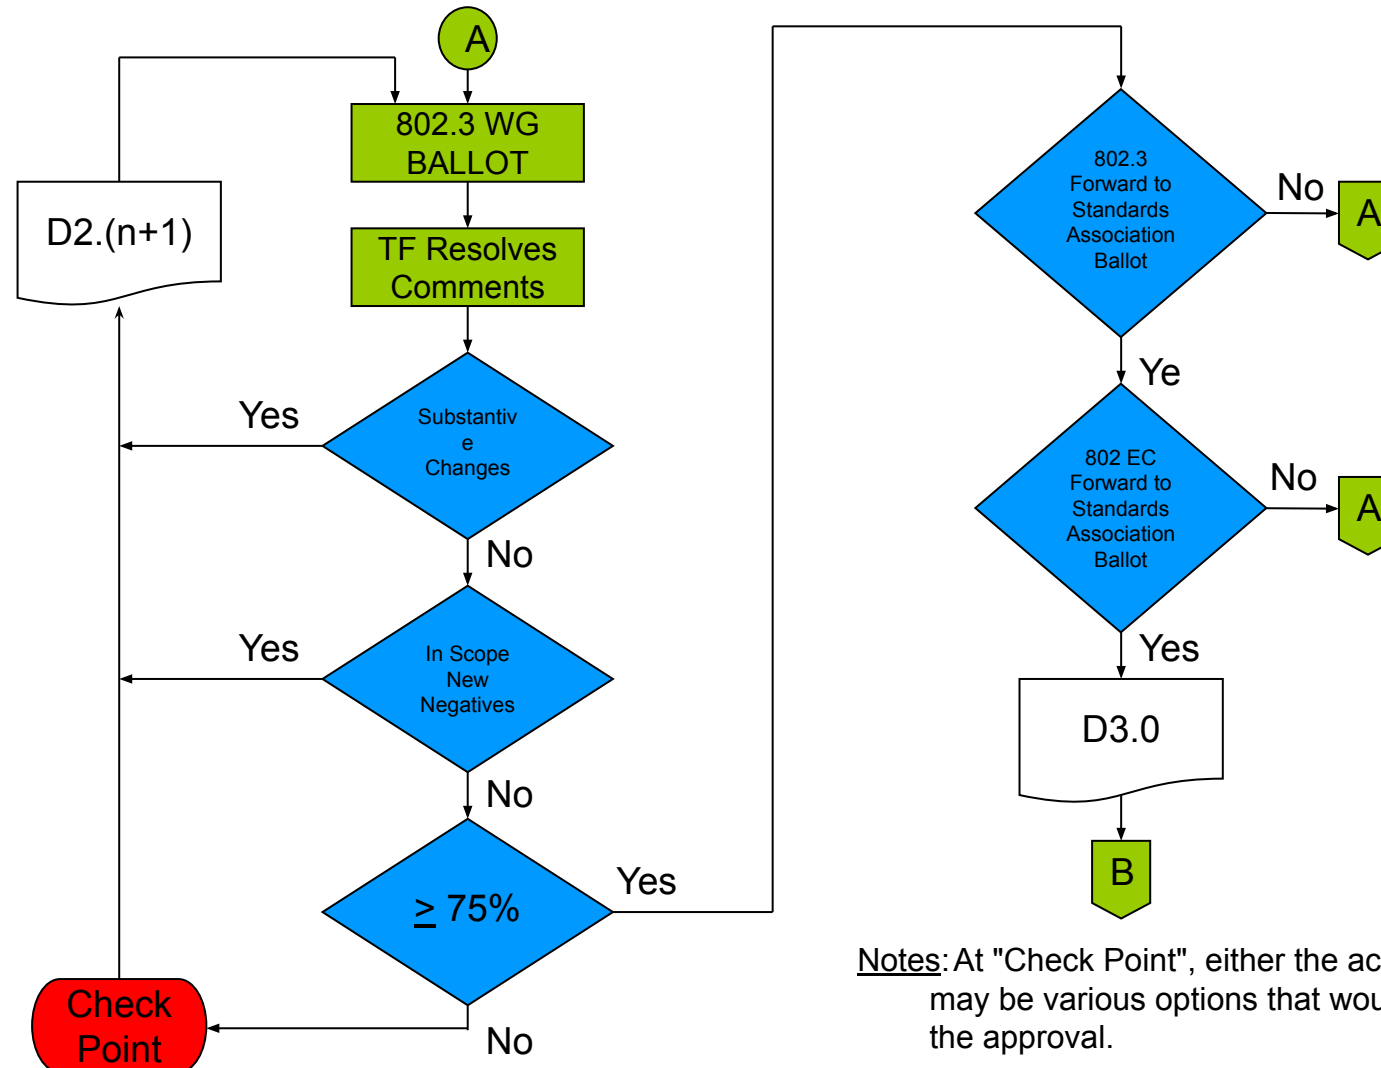 A
802.3 WG
BALLOT
D2.(n+1)
TF Resolves
Comments
Yes
Substantiv
e
Changes
No
Yes
In Scope
New
Negatives
No
≥ 75%
Yes
Check
Point
No
802.3
Forward to
Standards
Association
Ballot
No
A
Ye
802 EC
Forward to
Standards
Association
Ballot
No
A
Yes
D3.0
B
Notes: At "Check Point", either the
may be various options that
the approval.